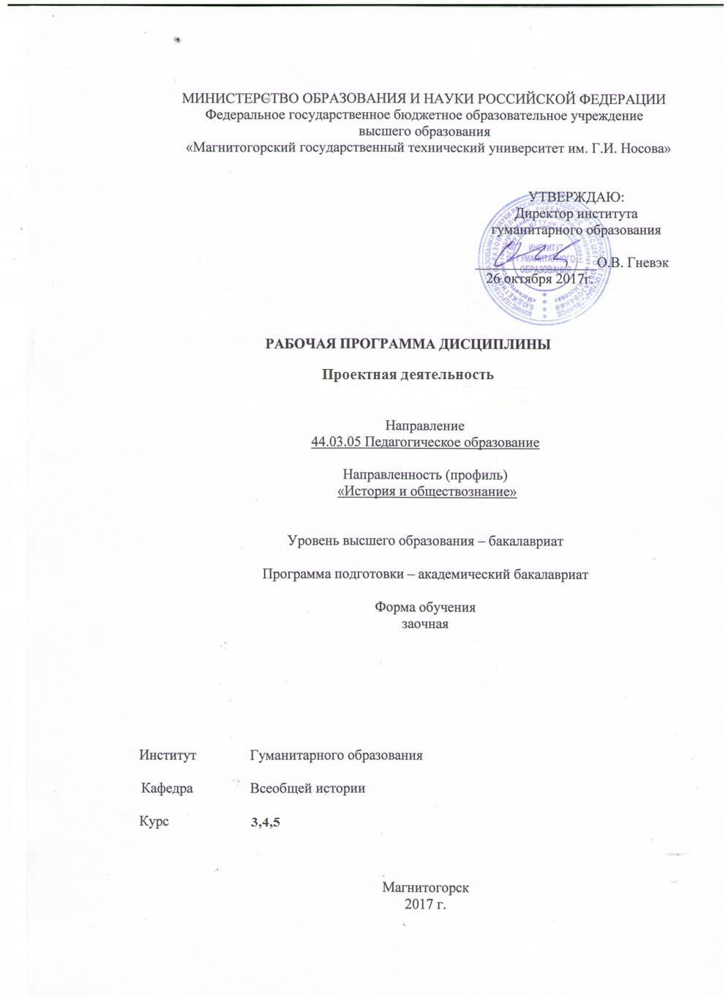 МИНИСТЕРСТВО ОБРАЗОВАНИЯ И НАУКИ РОССИЙСКОЙ ФЕДЕРАЦИИ
Федеральное государственное бюджетное образовательное учреждение
высшего образования
«Магнитогорский государственный технический университет им. Г.И. Носова»
УТВЕРЖДАЮ:
Директор института
гуманитарного образования
О.В. Гневэк
26 октября 2017г.
ИНСТИТУТ
ГУМАНИТАРНОГО
ОБРАЗОВАНИЯ
РАБОЧАЯ ПРОГРАММА ДИСЦИПЛИНЫ
Проектная деятельность
Направление
44.03.05 Педагогическое образование
Направленность (профиль)
«История и обществознание»
Уровень высшего образования – бакалавриат
Программа подготовки – академический бакалавриат
Форма обучения
заочная
Институт Гуманитарного образования
Кафедра Всеобщей истории
Курс 3,4,5
Магнитогорск
2017 г.